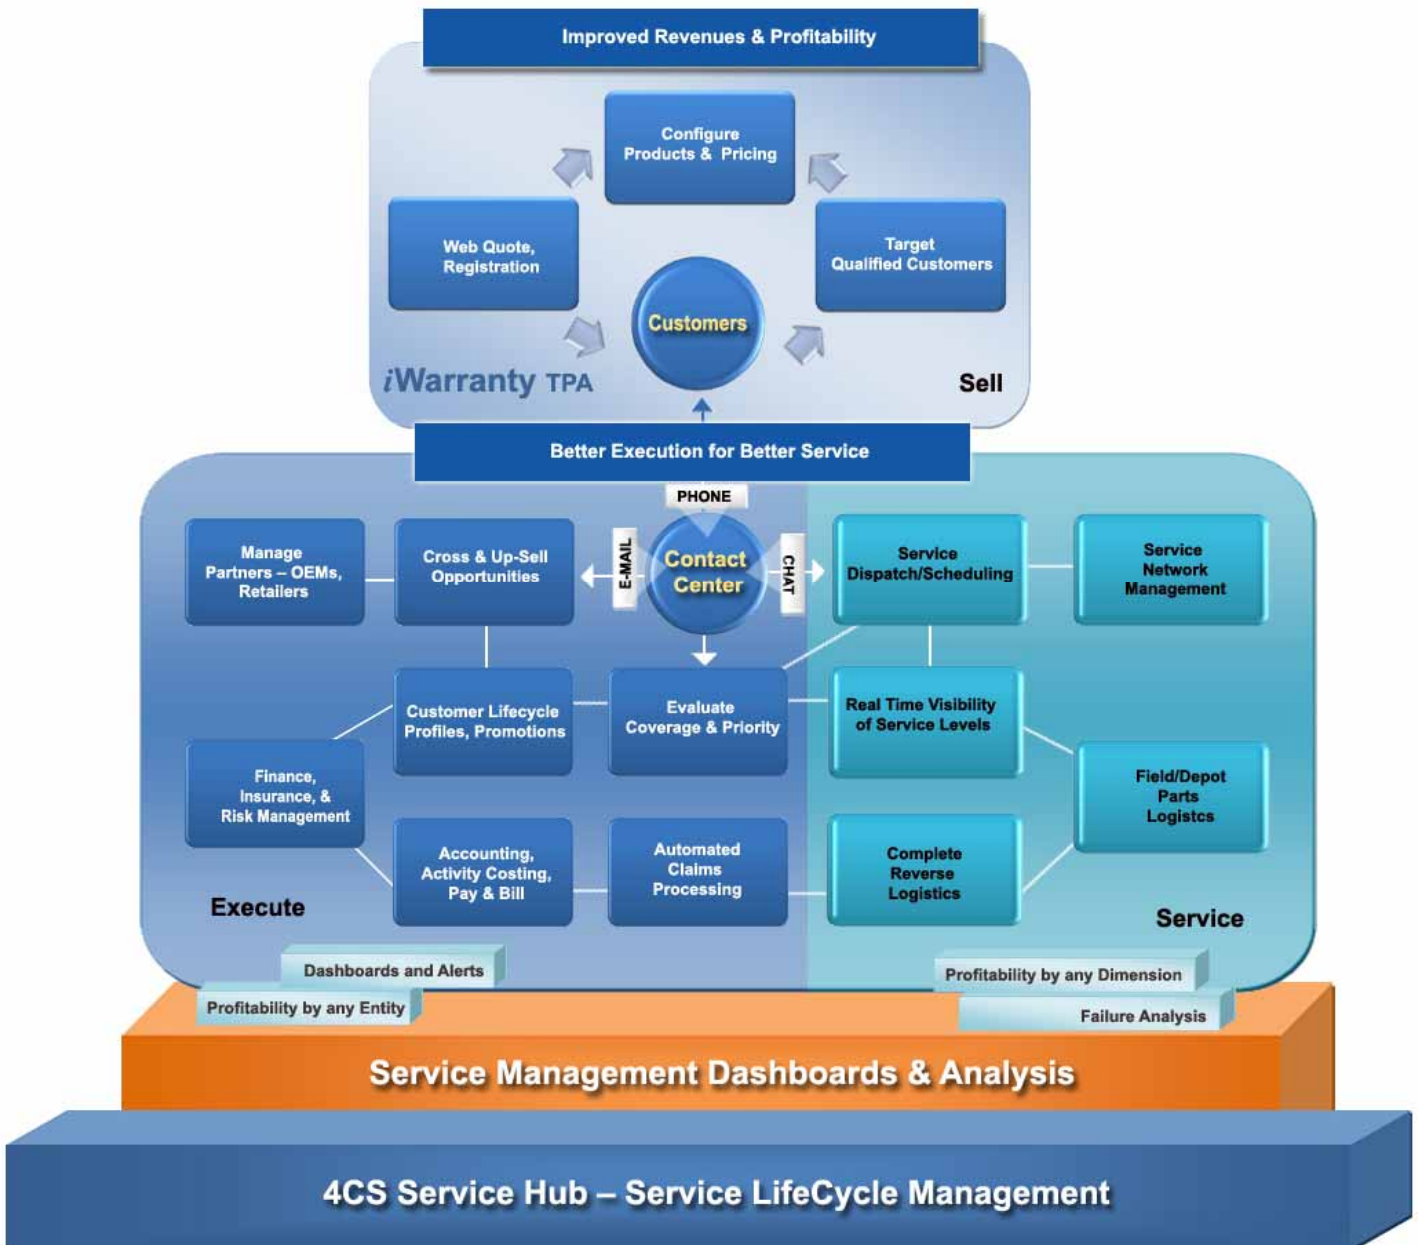 Improved Revenues & Profitability
Configure
Products & Pricing
Web Quote,
Registration
Target
Qualified Customers
Customers
iWarranty TPA
Sell
Better Execution for Better Service
PHONE
E-MAIL
Contact
Center
CHAT
Manage
Partners – OEMs,
Retailers
Cross & Up-Sell
Opportunities
Service
Dispatch/Scheduling
Service
Network
Management
Customer Lifecycle
Profiles, Promotions
Evaluate
Coverage & Priority
Real Time Visibility
of Service Levels
Finance,
Insurance, &
Risk Management
Field/Depot
Parts
Logistcs
Accounting,
Activity Costing,
Pay & Bill
Automated
Claims
Processing
Complete
Reverse
Logistics
Execute
Service
Dashboards and Alerts
Profitability by any Entity
Profitability by any Dimension
Failure Analysis
Service Management Dashboards & Analysis
4CS Service Hub – Service LifeCycle Management